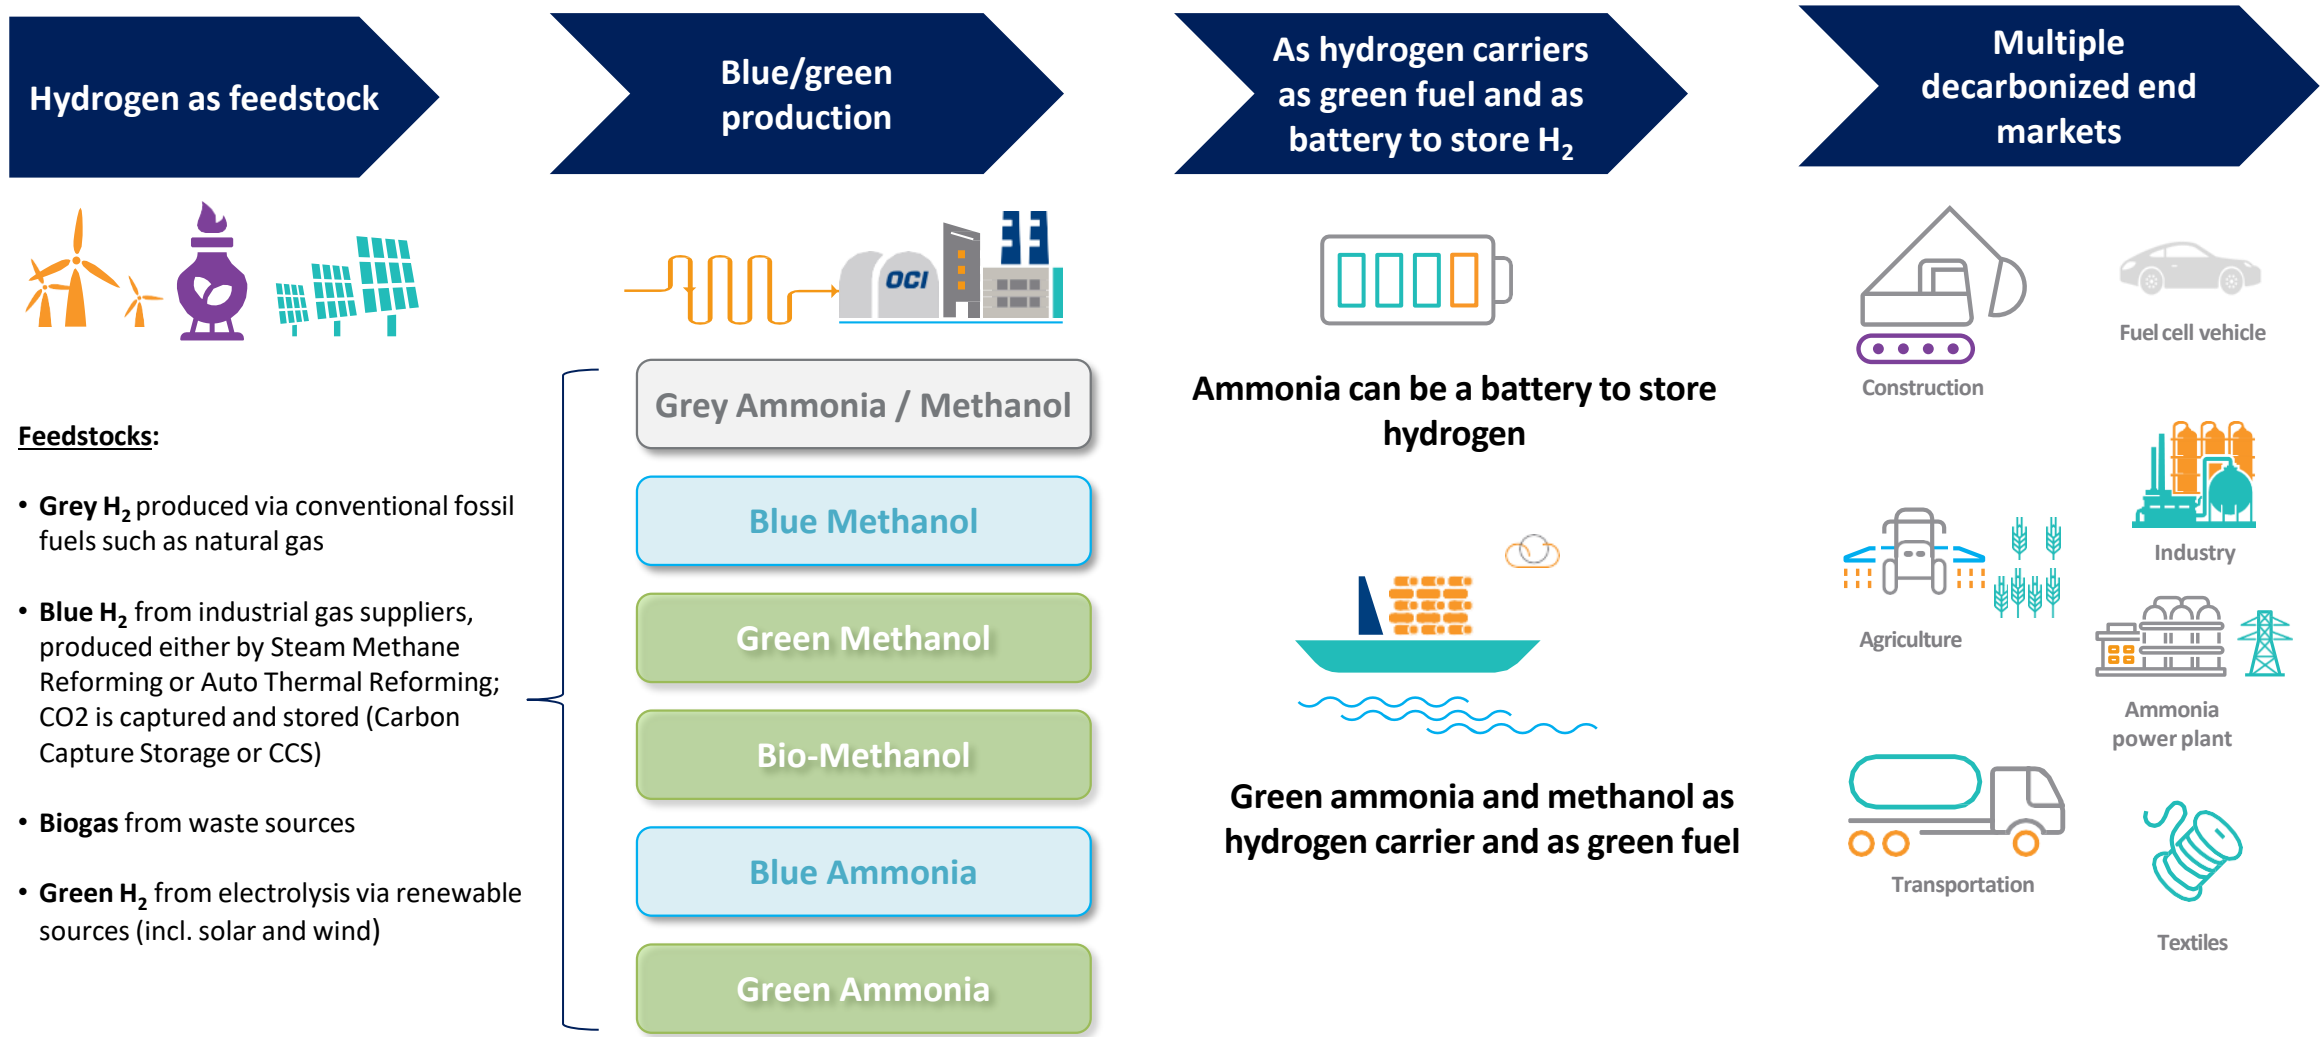 Hydrogen as feedstock
Blue/green
production
As hydrogen carriers
as green fuel and as
battery to store H2
Multiple
decarbonized end
markets
Feedstocks:
• Grey H2 produced via conventional fossil
fuels such as natural gas
• Blue H2 from industrial gas suppliers,
produced either by Steam Methane
Reforming or Auto Thermal Reforming;
CO2 is captured and stored (Carbon
Capture Storage or CCS)
• Biogas from waste sources
• Green H2 from electrolysis via renewable
sources (incl. solar and wind)
OCI
Grey Ammonia / Methanol
Blue Methanol
Green Methanol
Bio-Methanol
Blue Ammonia
Green Ammonia
Ammonia can be a battery to store
hydrogen
Green ammonia and methanol as
hydrogen carrier and as green fuel
Construction
Fuel cell vehicle
Industry
Agriculture
Ammonia
power plant
Transportation
Textiles